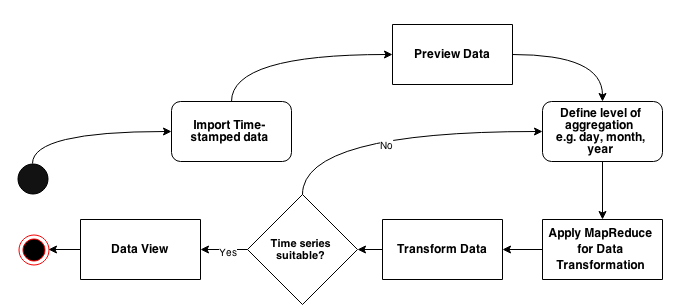 Preview Data
Import Time-
stamped data
Define level of
aggregation
e.g. day, month,
year
No
Data View
Yes
Time series
suitable?
Transform Data
Apply MapReduce
for Data
Transformation